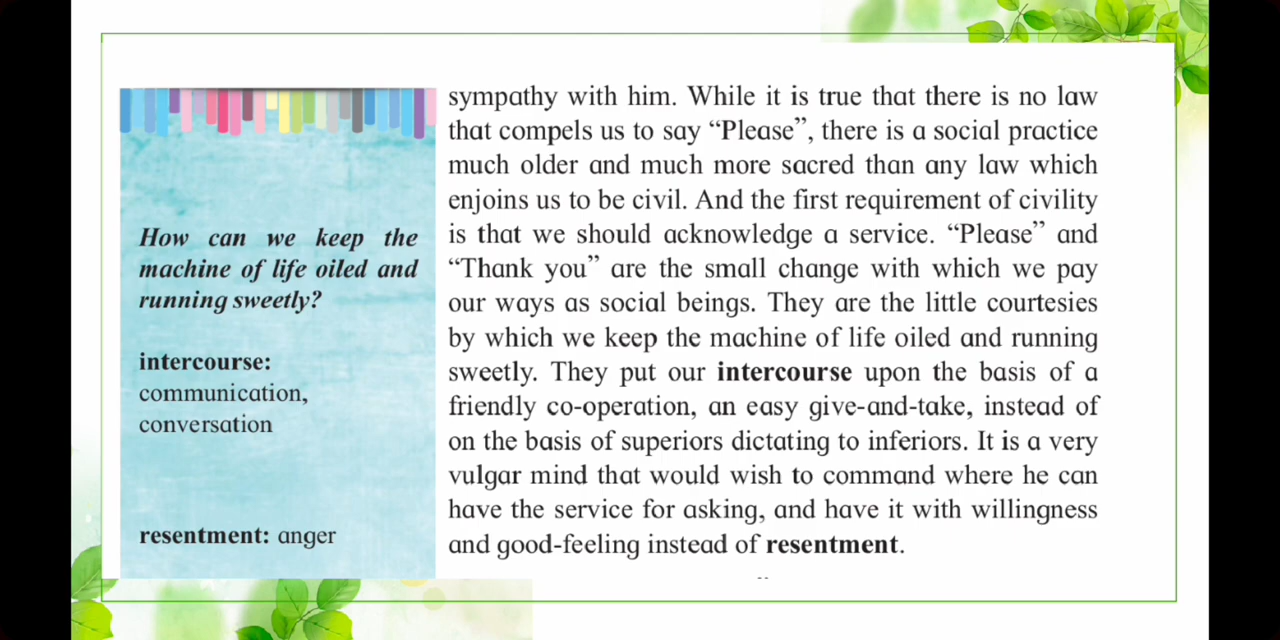 How can we keep the
machine of life oiled and
running sweetly?
intercourse:
communication,
conversation
resentment: anger
sympathy with him. While it is true that there is no law
that compels us to say “Please”, there is a social practice
much older and much more sacred than any law which
enjoins us to be civil. And the first requirement of civility
is that we should acknowledge a service. “Please” and
“Thank you” are the small change with which we pay
our ways as social beings. They are the little courtesies
by which we keep the machine of life oiled and running
sweetly. They put our intercourse upon the basis of a
friendly co-operation, an easy give-and-take, instead of
on the basis of superiors dictating to inferiors. It is a very
vulgar mind that would wish to command where he can
have the service for asking, and have it with willingness
and good-feeling instead of resentment.